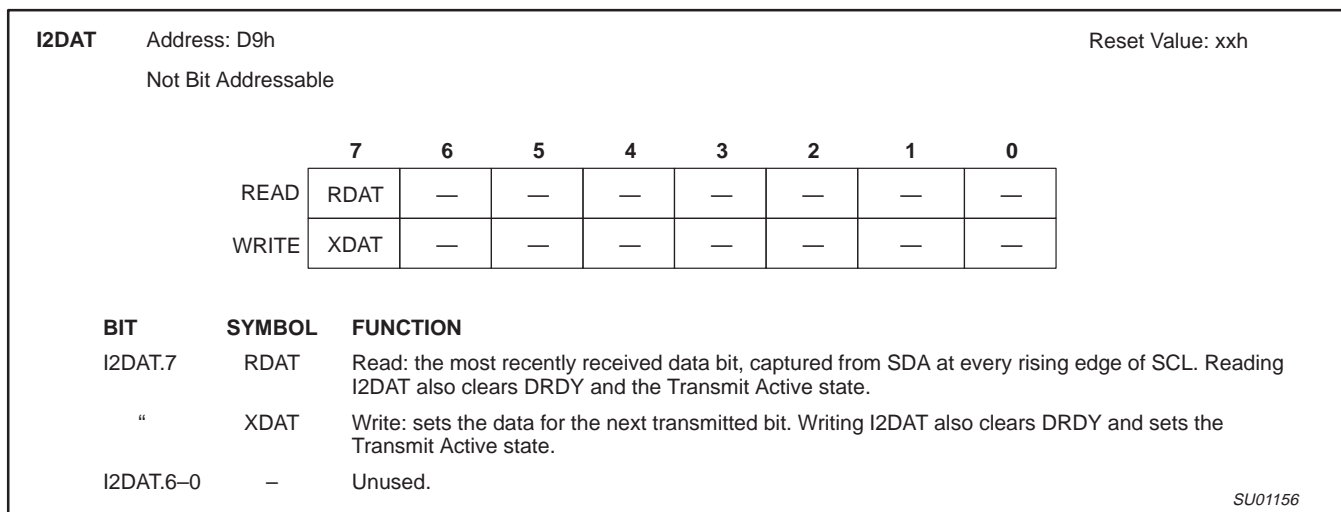 I2DAT Address: D9h Reset Value: xxh
Not Bit Addressable
7 6 5 4 3 2 1 0
READ RDAT — — — — — — —
WRITE XDAT — — — — — — —
BIT SYMBOL FUNCTION
I2DAT.7 RDAT Read: the most recently received data bit, captured from SDA at every rising edge of SCL. Reading
I2DAT also clears DRDY and the Transmit Active state.
“ XDAT Write: sets the data for the next transmitted bit. Writing I2DAT also clears DRDY and sets the
Transmit Active state.
I2DAT.6–0 – Unused.
SU01156